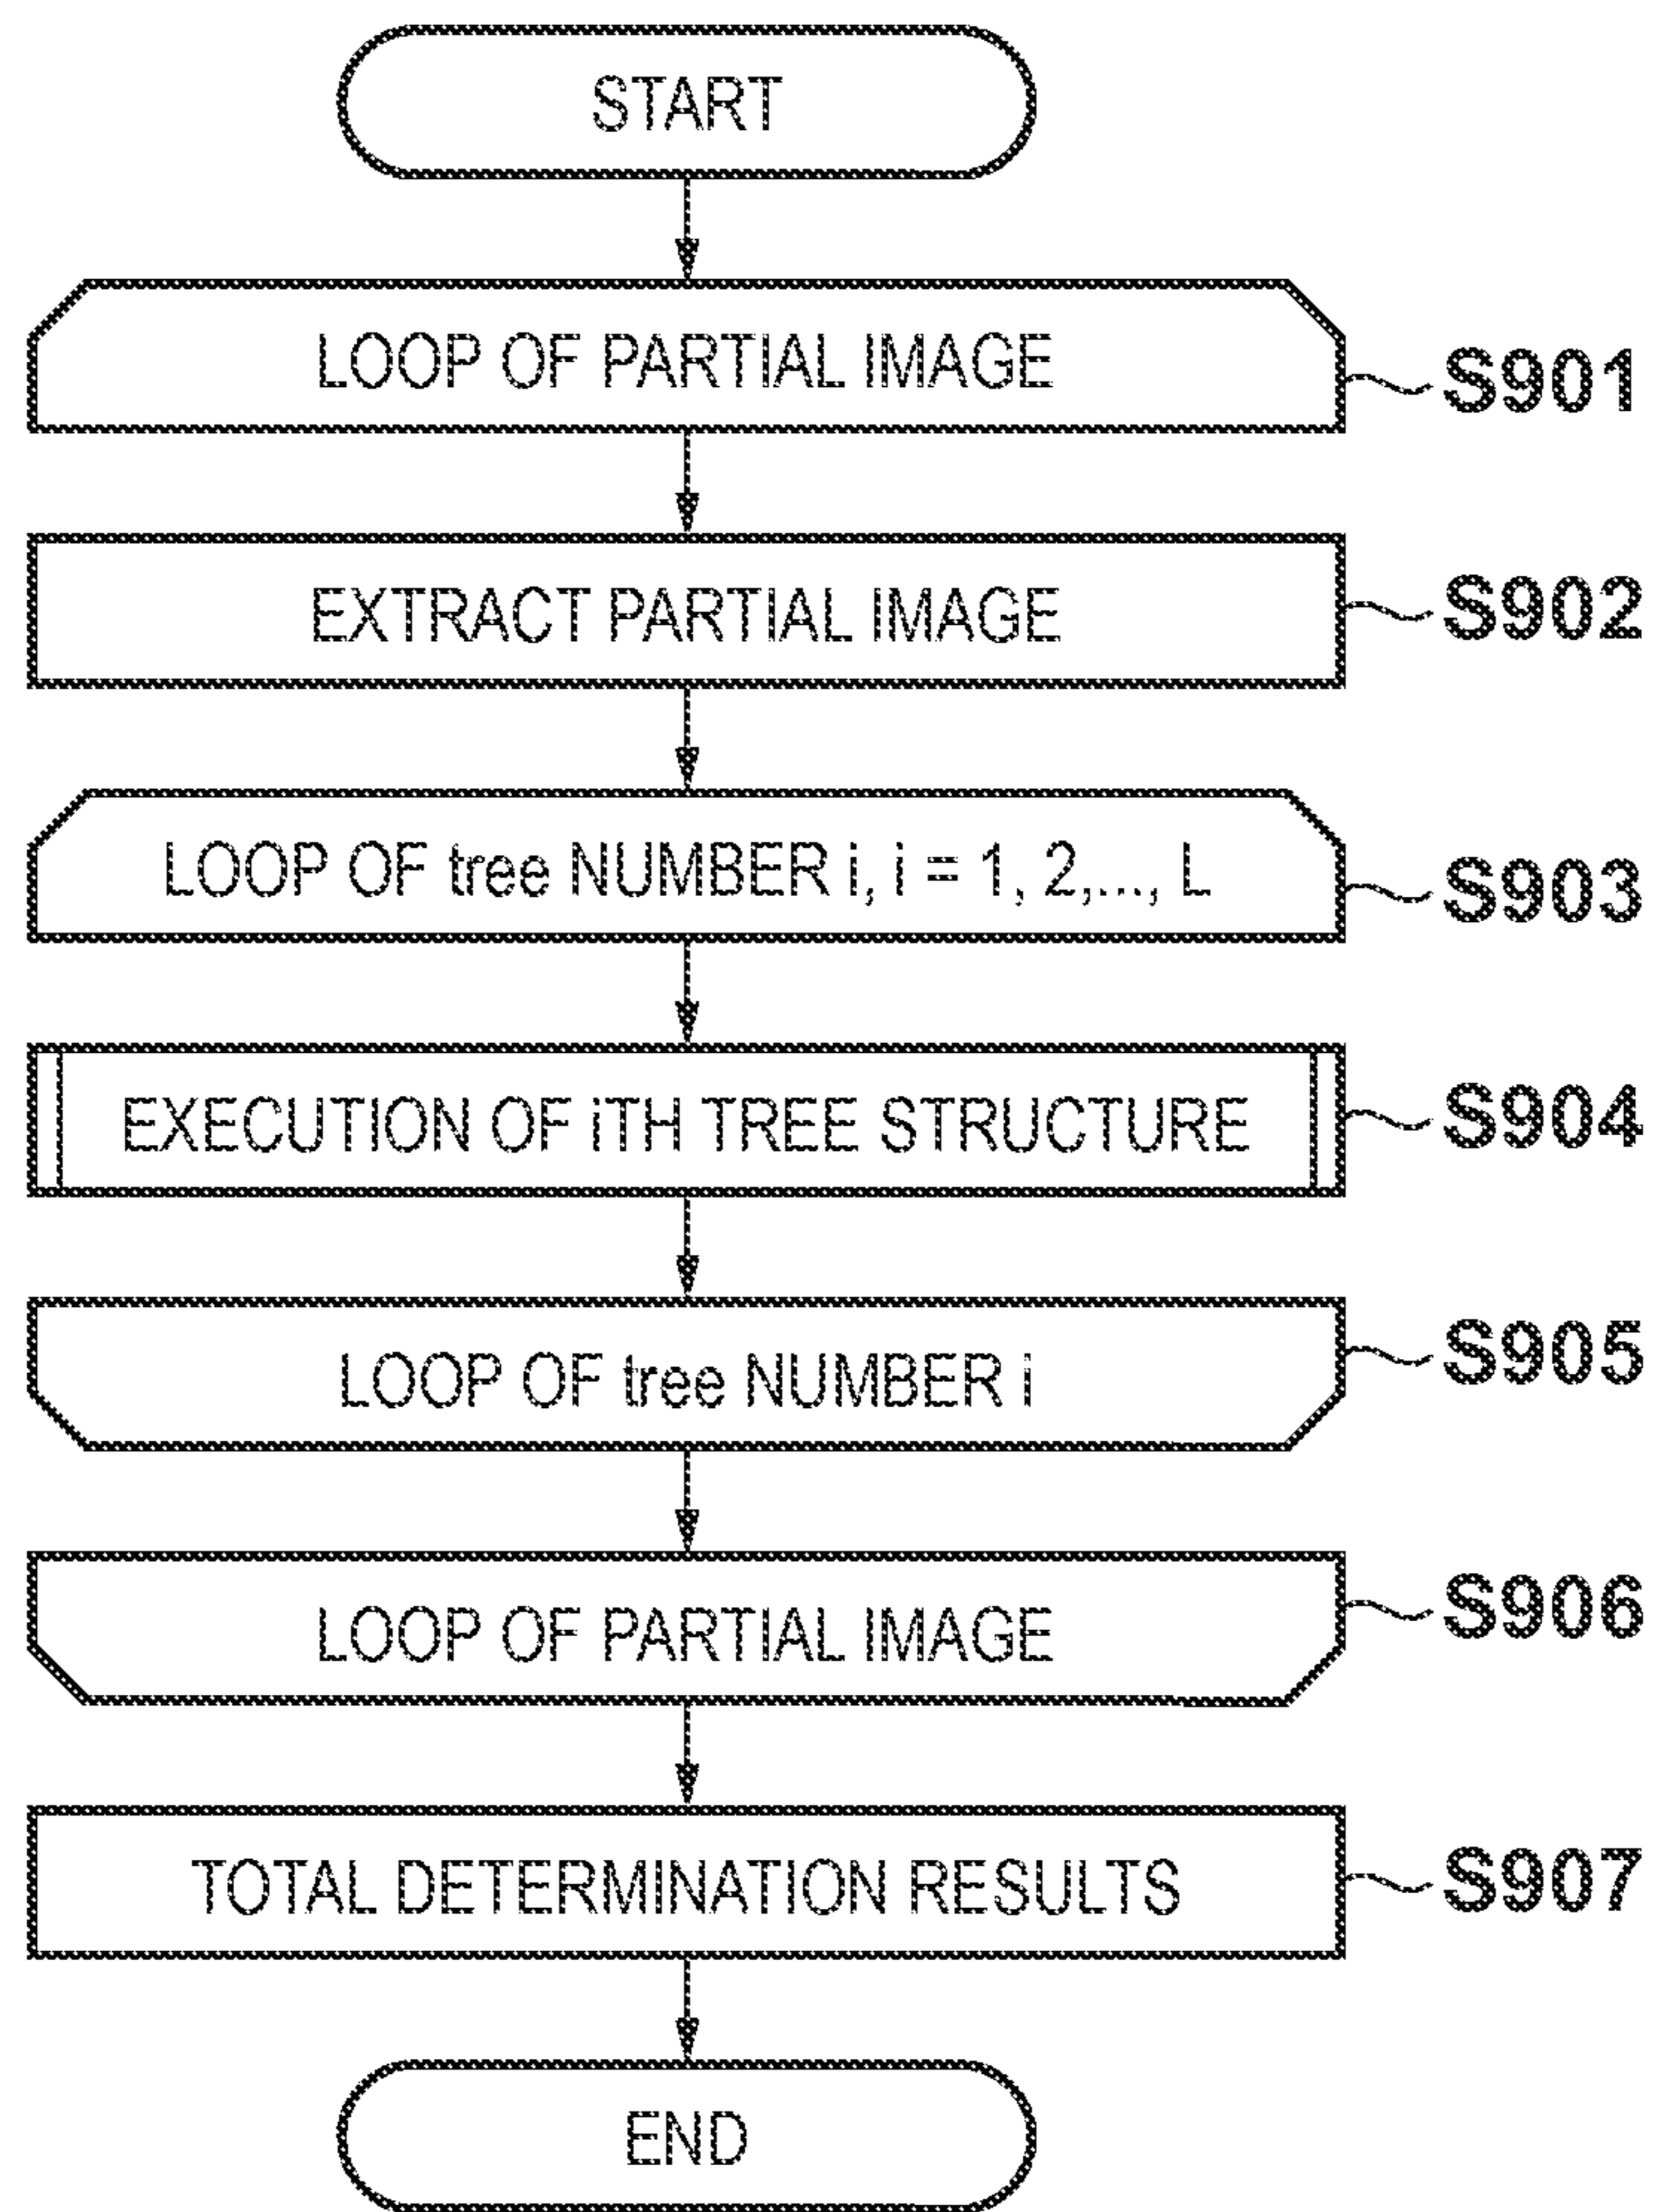 START
LOOP OF PARTIAL IMAGE
S901
EXTRACT PARTIAL IMAGE
S902
LOOP OF tree NUMBER i, i = 1, 2,..., L
S903
EXECUTION OF iTH TREE STRUCTURE
S904
LOOP OF tree NUMBER i
S905
LOOP OF PARTIAL IMAGE
S906
TOTAL DETERMINATION RESULTS
S907
END